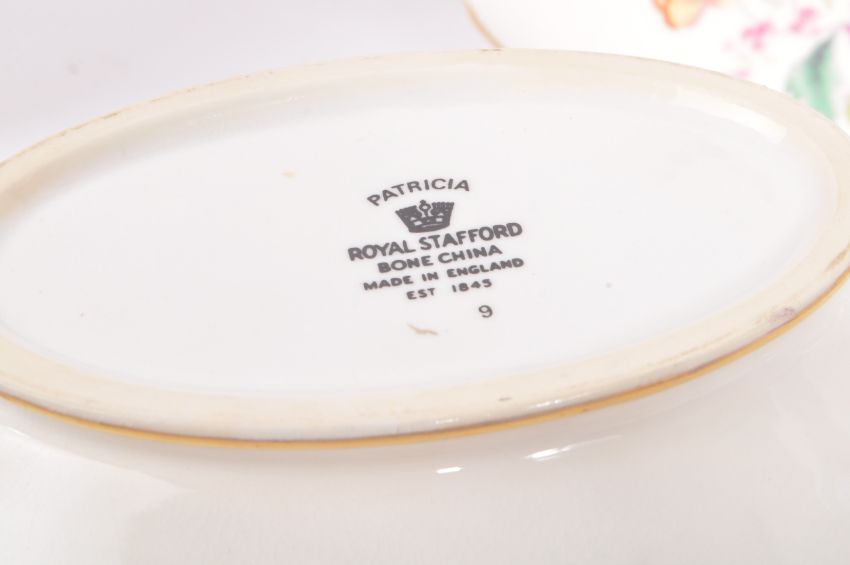 PATRICIA
ROYAL STAFFORD
BONE CHINA
MADE IN ENGLAND
EST 1845
9